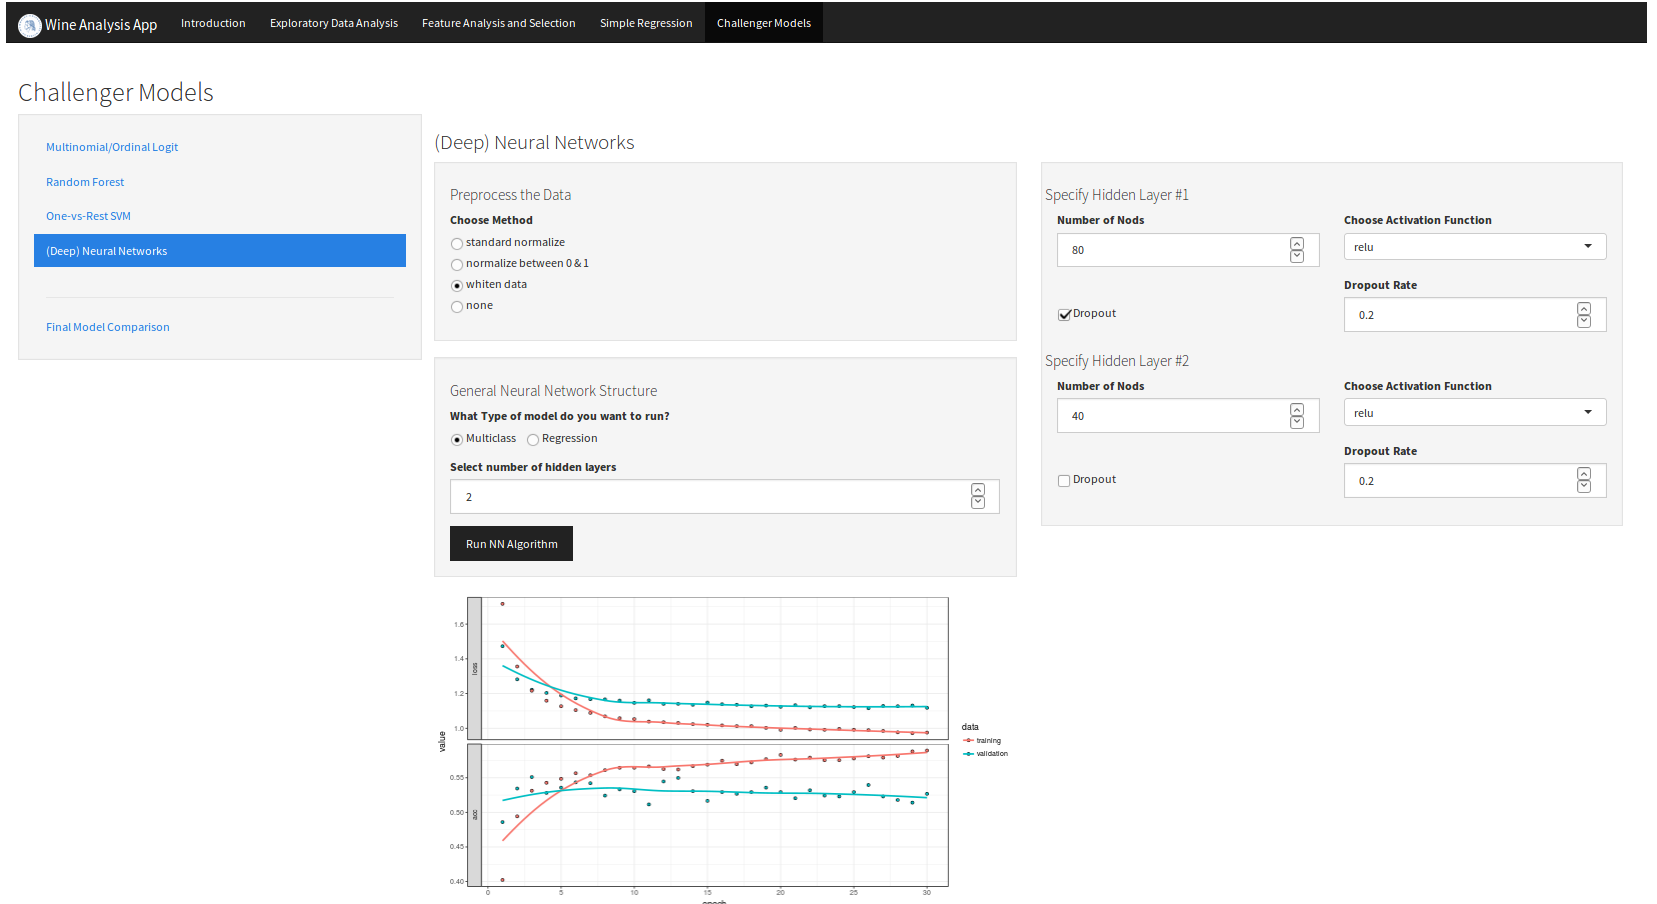 Wine Analysis App Introduction Exploratory Data Analysis Feature Analysis and Selection Simple Regression Challenger Models
Challenger Models
Multinomial/Ordinal Logit
Random Forest
One-vs-Rest SVM
(Deep) Neural Networks
Final Model Comparison
(Deep) Neural Networks
Preprocess the Data
Choose Method
standard normalize
normalize between 0 & 1
whiten data
none
General Neural Network Structure
What Type of model do you want to run?
Multiclass Regression
Select number of hidden layers
2
Run NN Algorithm
Specify Hidden Layer #1
Number of Nods Choose Activation Function
80 relu
Dropout Rate
Dropout 0.2
Specify Hidden Layer #2
Number of Nods Choose Activation Function
40 relu
Dropout Rate
Dropout 0.2
value
loss
1.6
1.4
1.2
1.0
acc
0.55
0.50
0.45
0.40
0 5 10 15 20 25 30
epoch
data
training
validation